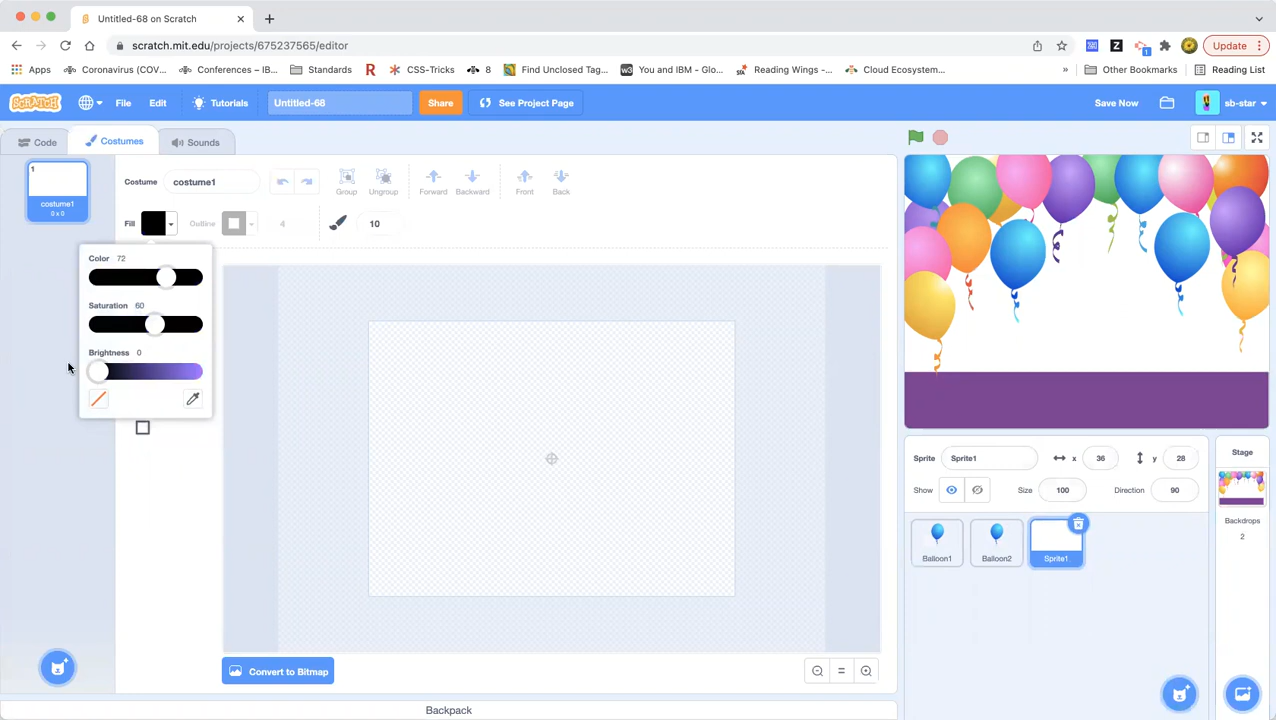 Untitled-68 on Scratch
scratch.mit.edu/projects/675237565/editor
Z
1
Update
Apps
Coronavirus (COV...
Conferences – IB...
Standards
R
CSS-Tricks
8
Find Unclosed Tag...
w3
You and IBM - Glo...
Reading Wings -...
Cloud Ecosystem...
»
Other Bookmarks
Reading List
SCRATCH
File
Edit
Tutorials
Untitled-68
Share
See Project Page
Save Now
sb-star
Code
Costumes
Sounds
1
costume1
0 x 0
Costume
costume1
Group
Ungroup
Forward
Backward
Front
Back
Fill
Outline
4
10
Color 72
Saturation 60
Brightness 0
Convert to Bitmap
Backpack
Sprite
Sprite1
x
36
y
28
Show
Size
100
Direction
90
Balloon1
Balloon2
Sprite1
Stage
Backdrops
2